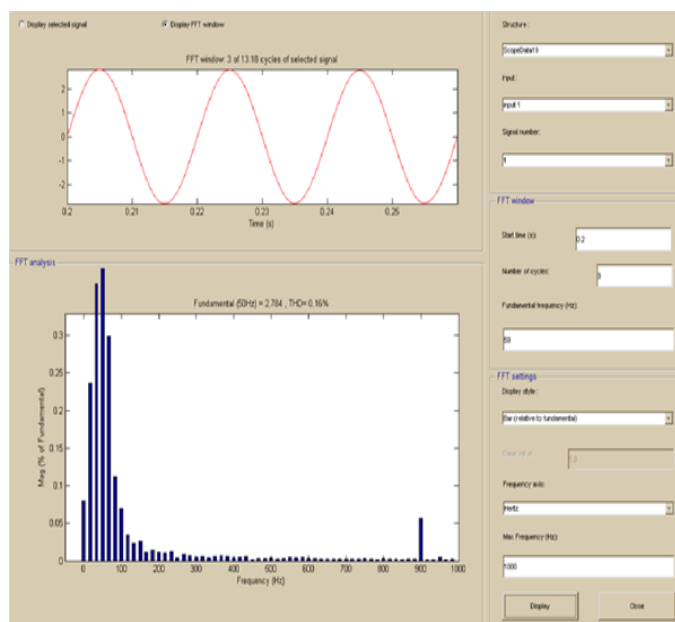 Display selected signal
Display FFT window
FFT window: 3 of 13.18 cycles of selected signal
2
1
0
-1
-2
0.2 0.21 0.22 0.23 0.24 0.25
Time (s)
FFT analysis
Fundamental (50Hz) = 2.784 , THD= 0.16%
Mag (% of Fundamental)
0.3
0.25
0.2
0.15
0.1
0.05
0
0 100 200 300 400 500 600 700 800 900 1000
Frequency (Hz)
Structure :
ScopeData19
Input:
input 1
Signal number:
1
FFT window
Start time (s):
0.2
Number of cycles:
3
Fundamental frequency (Hz):
50
FFT settings
Display style :
Bar (relative to fundamental)
1.0
Frequency axis:
Hertz
Max Frequency (Hz):
1000
Display
Close